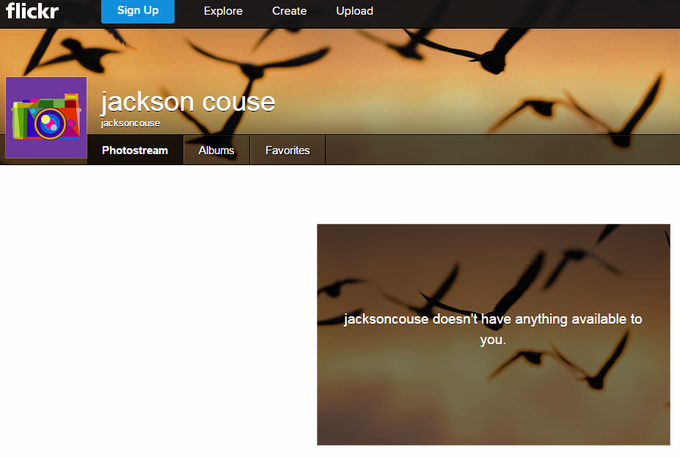 flickr
Sign Up
Explore
Create
Upload
jackson couse
jacksoncouse
Photostream
Albums
Favorites
jacksoncouse doesn't have anything available to
you.